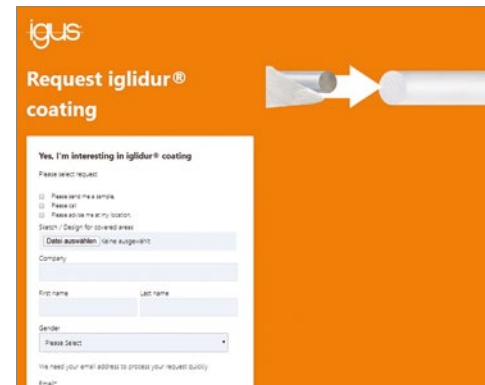 igus
Request iglidur®
coating
Yes, I'm interesting in iglidur® coating
Please select request
Please send me a sample.
Please call
Please advise me at my location.
Sketch / Design for covered areas
Datei auswählen Keine ausgewählt
Company
First name Last name
Gender
Please Select
We need your email address to process your request quickly
Email*